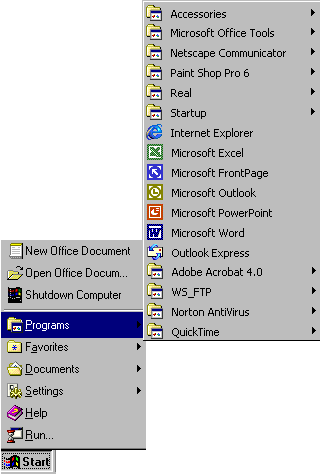 Accessories
Microsoft Office Tools
Netscape Communicator
Paint Shop Pro 6
Real
Startup
Internet Explorer
Microsoft Excel
Microsoft FrontPage
Microsoft Outlook
Microsoft PowerPoint
Microsoft Word
Outlook Express
Adobe Acrobat 4.0
WS_FTP
Norton AntiVirus
QuickTime
New Office Document
Open Office Docum...
Shutdown Computer
Programs
Favorites
Documents
Settings
Help
Run...
Start